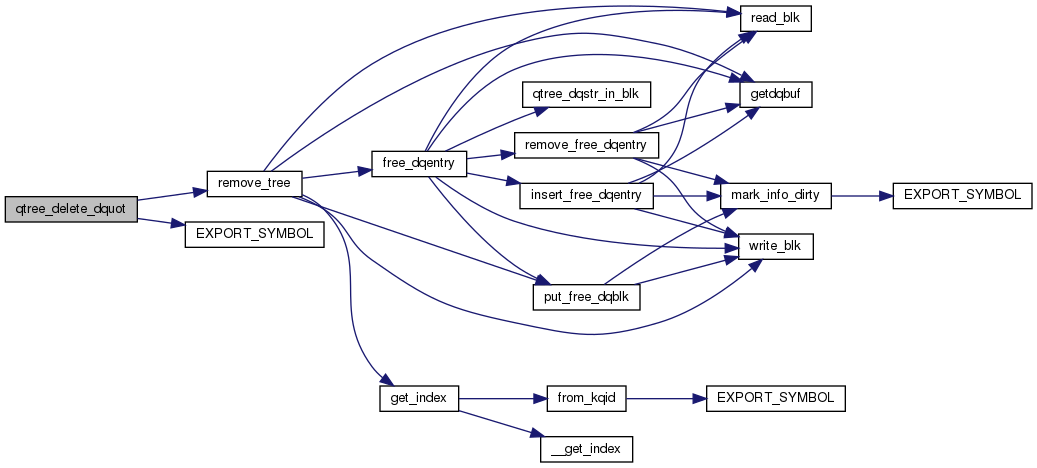 read_blk
getdqbuf
qtree_dqstr_in_blk
remove_free_dqentry
free_dqentry
remove_tree
insert_free_dqentry
mark_info_dirty
EXPORT_SYMBOL
qtree_delete_dquot
EXPORT_SYMBOL
write_blk
put_free_dqblk
get_index
from_kqid
EXPORT_SYMBOL
__get_index